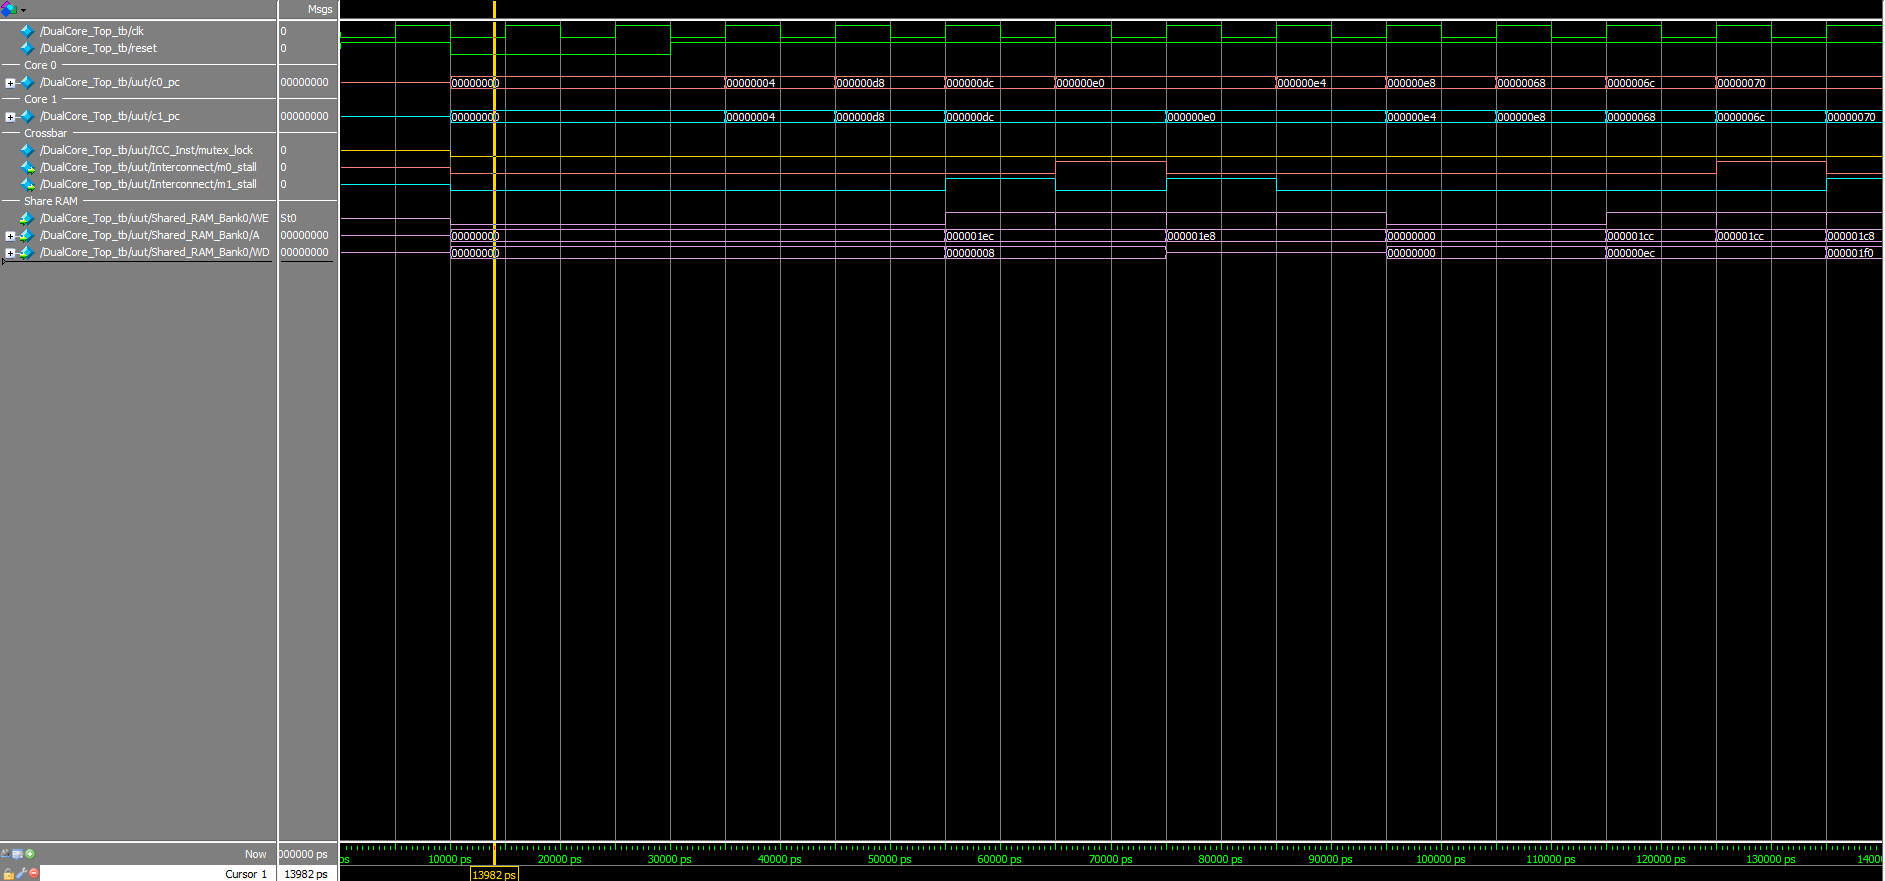 Msgs
/DualCore_Top_tb/clk 0
/DualCore_Top_tb/reset 0
Core 0
/DualCore_Top_tb/uut/c0_pc 00000000 00000000 00000004 000000d8 000000dc 000000e0 000000e4 000000e8 00000068 0000006c 00000070
Core 1
/DualCore_Top_tb/uut/c1_pc 00000000 00000000 00000004 000000d8 000000dc 000000e0 000000e4 000000e8 00000068 0000006c 00000070
Crossbar
/DualCore_Top_tb/uut/ICC_Inst/mutex_lock 0
/DualCore_Top_tb/uut/Interconnect/m0_stall 0
/DualCore_Top_tb/uut/Interconnect/m1_stall 0
Share RAM
/DualCore_Top_tb/uut/Shared_RAM_Bank0/WE St0
/DualCore_Top_tb/uut/Shared_RAM_Bank0/A 00000000 00000000 000001ec 000001e8 00000000 000001cc 000001cc 000001c8
/DualCore_Top_tb/uut/Shared_RAM_Bank0/WD 00000000 00000000 00000008 00000000 000000ec 000001f0
Now 000000 ps ps 10000 ps 20000 ps 30000 ps 40000 ps 50000 ps 60000 ps 70000 ps 80000 ps 90000 ps 100000 ps 110000 ps 120000 ps 130000 ps 14000
Cursor 1 13982 ps 13982 ps